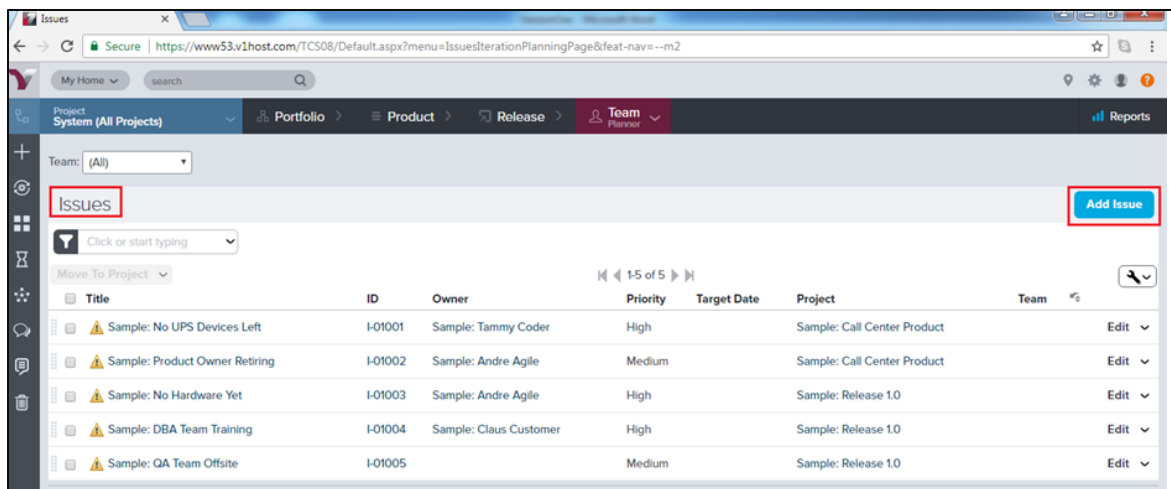 Issues
Secure | https://www53.v1host.com/TCS08/Default.aspx?menu=IssuesIterationPlanningPage&feat-nav=--m2
My Home search
Project
System (All Projects) Portfolio Product Release Team Planner Reports
Team: (All)
Issues Add Issue
Click or start typing
Move To Project 1-5 of 5
Title ID Owner Priority Target Date Project Team
Sample: No UPS Devices Left I-01001 Sample: Tammy Coder High Sample: Call Center Product Edit
Sample: Product Owner Retiring I-01002 Sample: Andre Agile Medium Sample: Call Center Product Edit
Sample: No Hardware Yet I-01003 Sample: Andre Agile High Sample: Release 1.0 Edit
Sample: DBA Team Training I-01004 Sample: Claus Customer High Sample: Release 1.0 Edit
Sample: QA Team Offsite I-01005 Medium Sample: Release 1.0 Edit